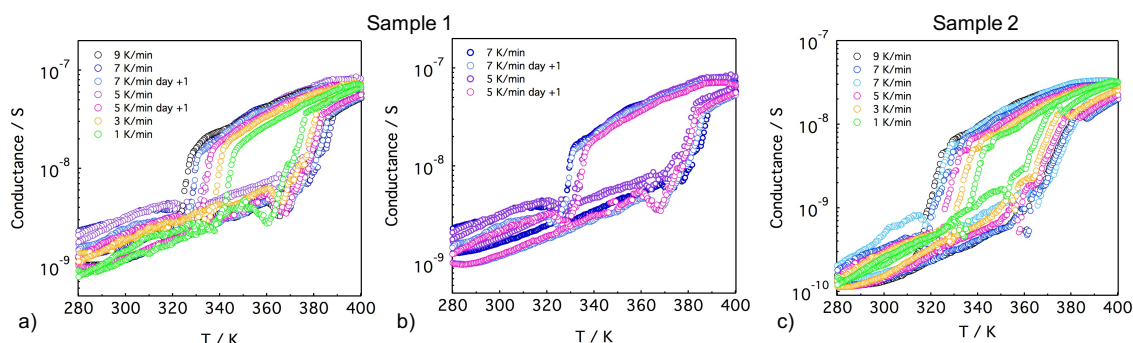 Sample 1
Sample 2
9 K/min
7 K/min
7 K/min day +1
5 K/min
5 K/min day +1
3 K/min
1 K/min
Conductance / S
10-7
10-8
10-9
280 300 320 340 360 380 400
T / K
a)
7 K/min
7 K/min day +1
5 K/min
5 K/min day +1
Conductance / S
10-7
10-8
10-9
280 300 320 340 360 380 400
T / K
b)
9 K/min
7 K/min
7 K/min
5 K/min
3 K/min
1 K/min
Conductance / S
10-7
10-8
10-9
10-10
280 300 320 340 360 380 400
T / K
c)